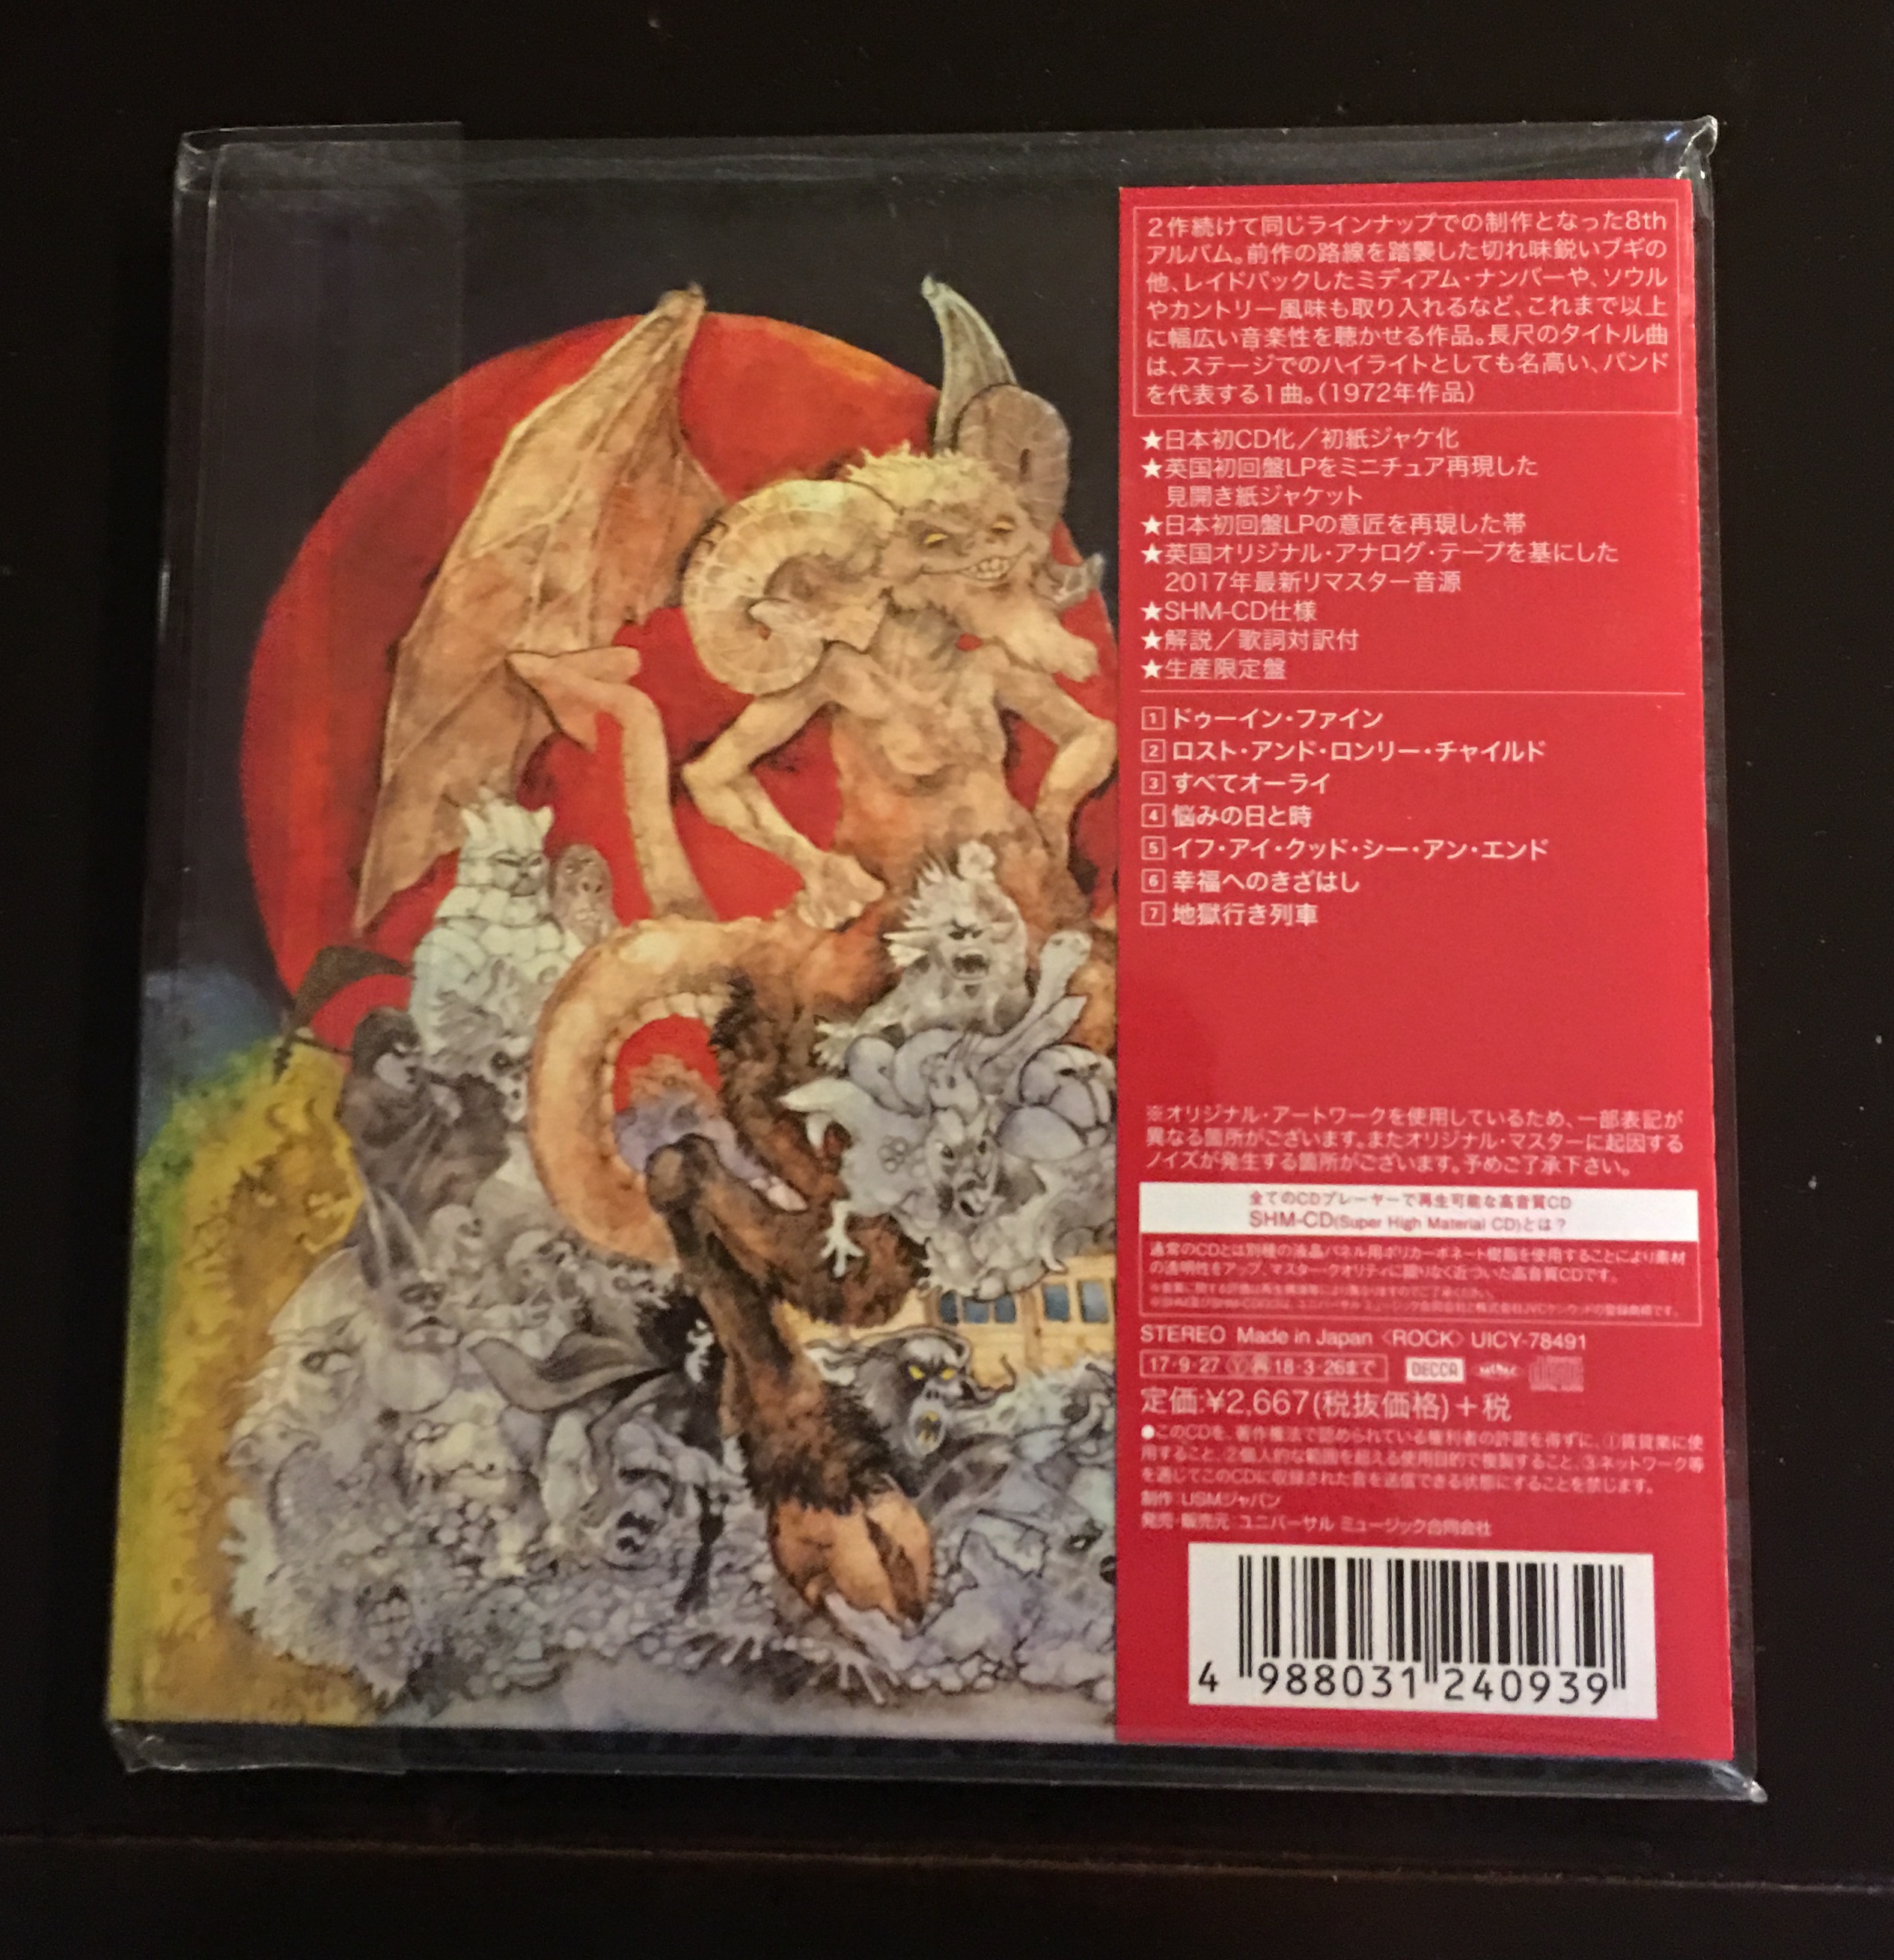 2作続けて同じラインナップでの制作となった8th
アルバム。前作の路線を踏襲した切れ味鋭いブギの
他、レイドバックしたミディアム・ナンバーや、ソウル
やカントリー風味も取り入れるなど、これまで以上
に幅広い音楽性を聴かせる作品。長尺のタイトル曲
は、ステージでのハイライトとしても名高い、バンド
を代表する1曲。(1972年作品)
★日本初CD化／初紙ジャケ化
★英国初回盤LPをミニチュア再現した
見開き紙ジャケット
★日本初回盤LPの意匠を再現した帯
★英国オリジナル・アナログ・テープを基にした
2017年最新リマスター音源
★SHM-CD仕様
★解説／歌詞対訳付
★生産限定盤
1 ドゥーイン・ファイン
2 ロスト・アンド・ロンリー・チャイルド
3 すべてオーライ
4 悩みの日と時
5 イフ・アイ・クッド・シー・アン・エンド
6 幸福へのきざはし
7 地獄行き列車
※オリジナル・アートワークを使用しているため、一部表記が
異なる箇所がございます。またオリジナル・マスターに起因する
ノイズが発生する箇所がございます。予めご了承下さい。
全てのCDプレーヤーで再生可能な高音質CD
SHM-CD(Super High Material CD)とは？
通常のCDとは別種の液晶パネル用ポリカーボネート樹脂を使用することにより素材
の透明性をアップ、マスター・クオリティに限りなく近づいた高音質CDです。
STEREO Made in Japan 〈ROCK〉 UICY-78491
17・9・27 Ⓨ 再 18・3・26まで DECCA
定価:¥2,667(税抜価格)+税
●このCDを、著作権法で認められている権利者の許諾を得ずに、①賃貸業に使
用すること、②個人的な範囲を超える使用目的で複製すること、③ネットワーク等
を通じてこのCDに収録された音を送信できる状態にすることを禁じます。
制作：USMジャパン
発売・販売元：ユニバーサル ミュージック合同会社
4 988031 240939